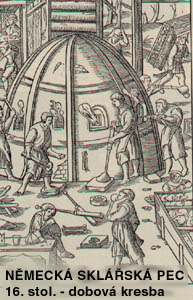 NĚMECKÁ SKLÁŘSKÁ PEC
16. stol. - dobová kresba